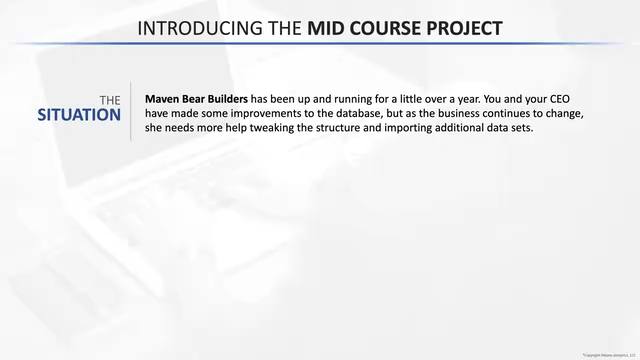 INTRODUCING THE MID COURSE PROJECT
THE
SITUATION
Maven Bear Builders has been up and running for a little over a year. You and your CEO
have made some improvements to the database, but as the business continues to change,
she needs more help tweaking the structure and importing additional data sets.